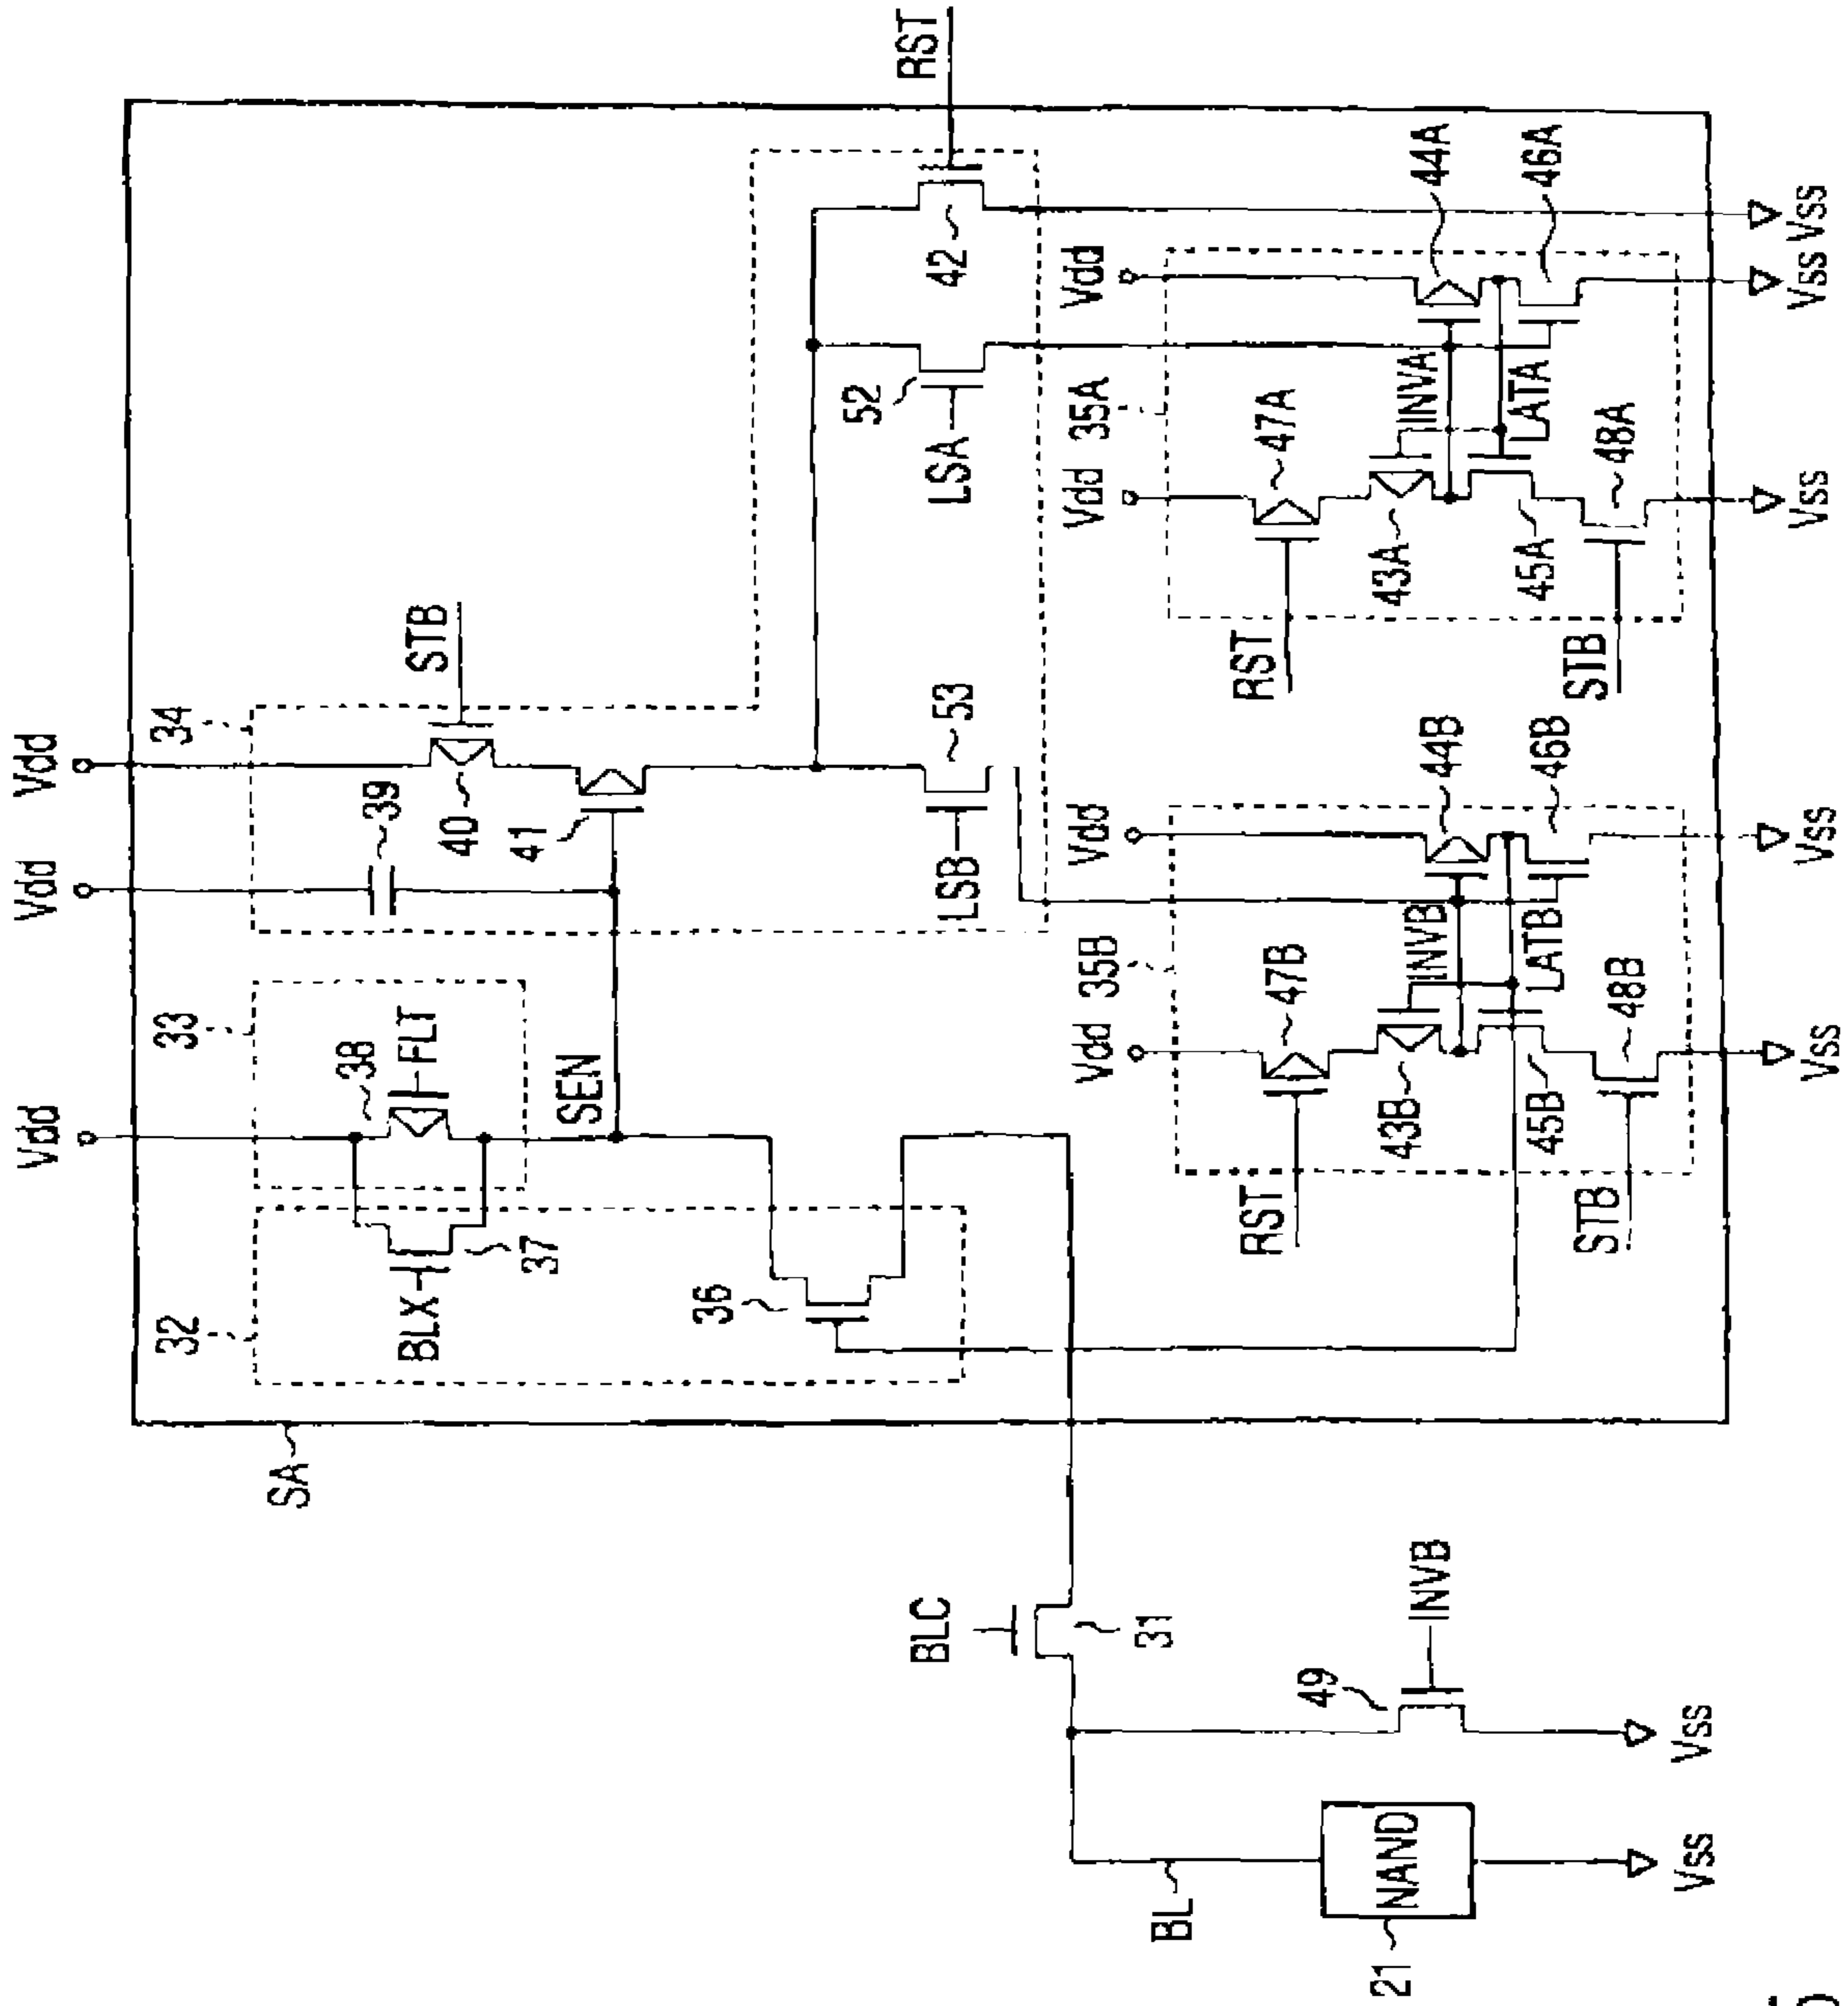 Vdd
Vdd
Vdd
34
STB
40
39
41
33
38
FLT
SEN
32
BLX
37
36
SA
RST
42
52
LSA
53
LSB
BLC
31
Vdd
Vdd
35A
47A
44A
46A
INVA
LATA
43A
45A
48A
RST
STB
Vss
Vss
Vss
Vdd
Vdd
35B
47B
44B
46B
INVB
LATB
43B
45B
48B
RST
STB
Vss
Vss
49
INVB
Vss
BL
NAND
21
Vss